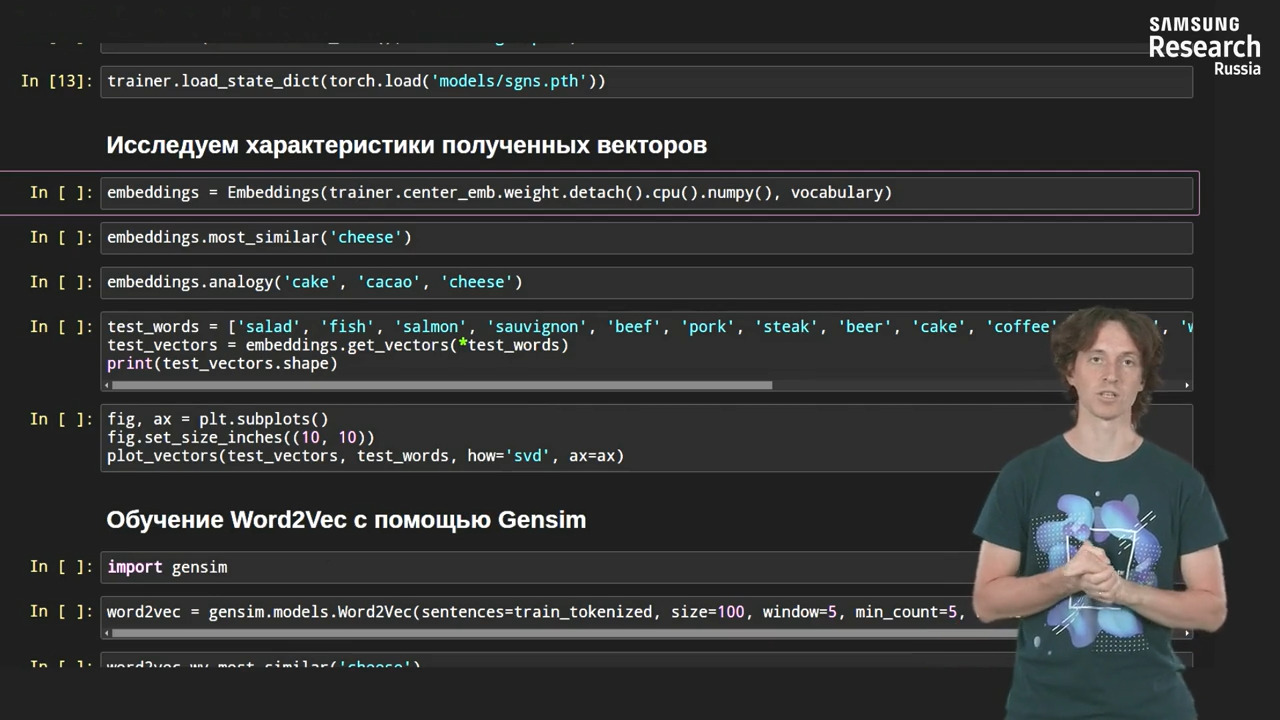 SAMSUNG
Research
Russia
In [13]: trainer.load_state_dict(torch.load('models/sgns.pth'))
Исследуем характеристики полученных векторов
In [ ]: embeddings = Embeddings(trainer.center_emb.weight.detach().cpu().numpy(), vocabulary)
In [ ]: embeddings.most_similar('cheese')
In [ ]: embeddings.analogy('cake', 'cacao', 'cheese')
In [ ]: test_words = ['salad', 'fish', 'salmon', 'sauvignon', 'beef', 'pork', 'steak', 'beer', 'cake', 'coffee'
test_vectors = embeddings.get_vectors(*test_words)
print(test_vectors.shape)
In [ ]: fig, ax = plt.subplots()
fig.set_size_inches((10, 10))
plot_vectors(test_vectors, test_words, how='svd', ax=ax)
Обучение Word2Vec с помощью Gensim
In [ ]: import gensim
In [ ]: word2vec = gensim.models.Word2Vec(sentences=train_tokenized, size=100, window=5, min_count=5,
In [ ]: word2vec.wv.most_similar('cheese')